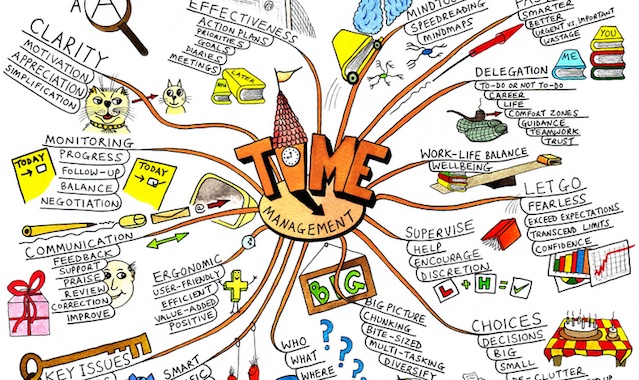 A
A
CLARITY
MOTIVATION
APPRECIATION
SIMPLIFICATION
EFFECTIVENESS
ACTION PLANS
PRIORITIES
GOALS
DIARIES
MEETINGS
NOW
LATER
SPEEDREADING
MINDMAPS
SMARTER
BETTER
URGENT VS IMPORTANT
WASTAGE
ME
YOU
DELEGATION
TO-DO OR NOT TO-DO
CAREER
LIFE
COMFORT ZONES
GUIDANCE
TEAMWORK
TRUST
MONITORING
PROGRESS
FOLLOW-UP
BALANCE
NEGOTIATION
TODAY
TODAY
TIME
MANAGEMENT
WORK-LIFE BALANCE
WELLBEING
LET GO
FEARLESS
EXCEED EXPECTATIONS
TRANSCEND LIMITS
CONFIDENCE
@
COMMUNICATION
FEEDBACK
SUPPORT
PRAISE
REVIEW
CORRECTION
IMPROVE
ERGONOMIC
USER-FRIENDLY
EFFICIENT
VALUE-ADDED
POSITIVE
SUPERVISE
HELP
ENCOURAGE
DISCRETION
L + H = ✓
BIG
BIG PICTURE
CHUNKING
BITE-SIZED
MULTI-TASKING
DIVERSIFY
CHOICES
DECISIONS
BIG
SMALL
DE-CLUTTER
KEY ISSUES
SMART
WHO
WHAT
WHERE
???